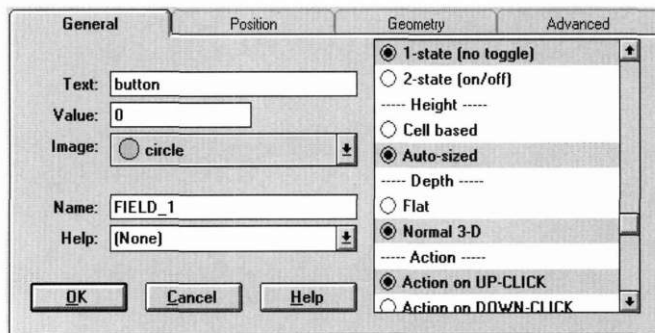 General Position Geometry Advanced
Text: button
Value: 0
Image: circle
Name: FIELD_1
Help: (None)
OK Cancel Help
1-state (no toggle)
2-state (on/off)
----- Height -----
Cell based
Auto-sized
----- Depth -----
Flat
Normal 3-D
----- Action -----
Action on UP-CLICK
Action on DOWN-CLICK